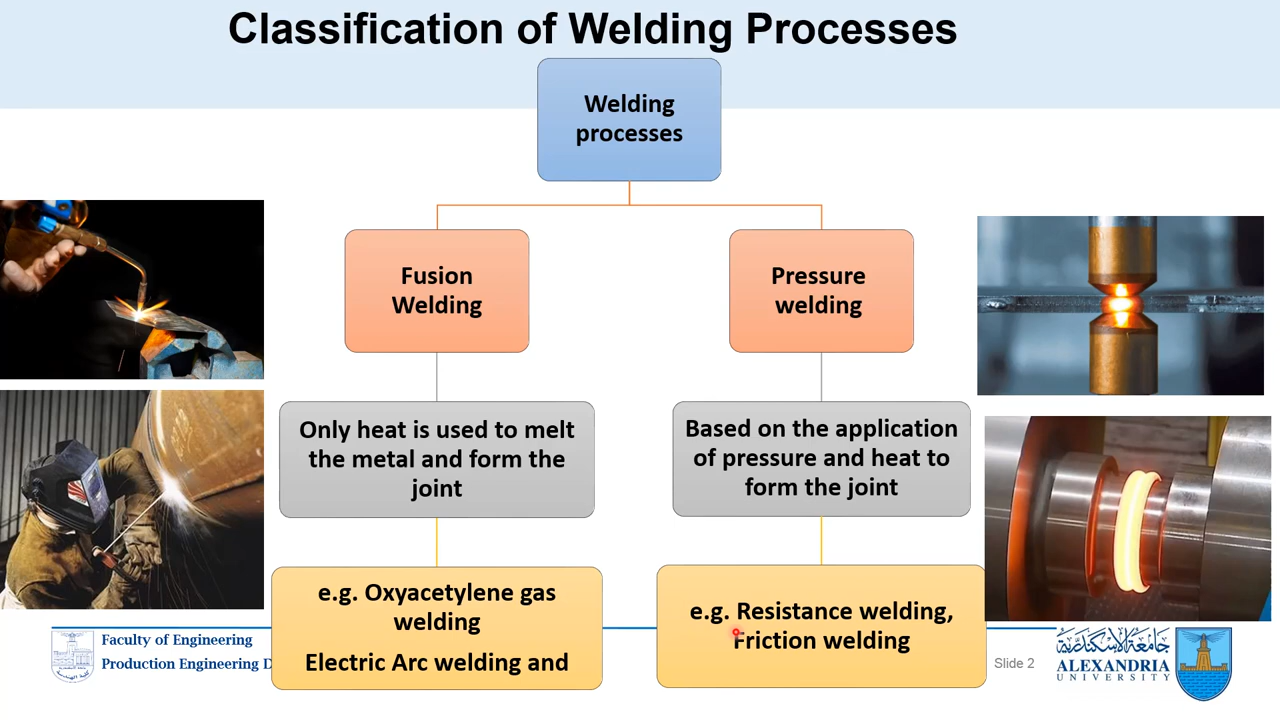 Classification of Welding Processes
Welding
processes
Fusion
Welding
Pressure
welding
Only heat is used to melt
the metal and form the
joint
Based on the application
of pressure and heat to
form the joint
e.g. Oxyacetylene gas
welding
Electric Arc welding and
e.g. Resistance welding,
Friction welding
Faculty of Engineering
Production Engineering D
Slide 2
جامعة الإسكندرية
ALEXANDRIA
UNIVERSITY